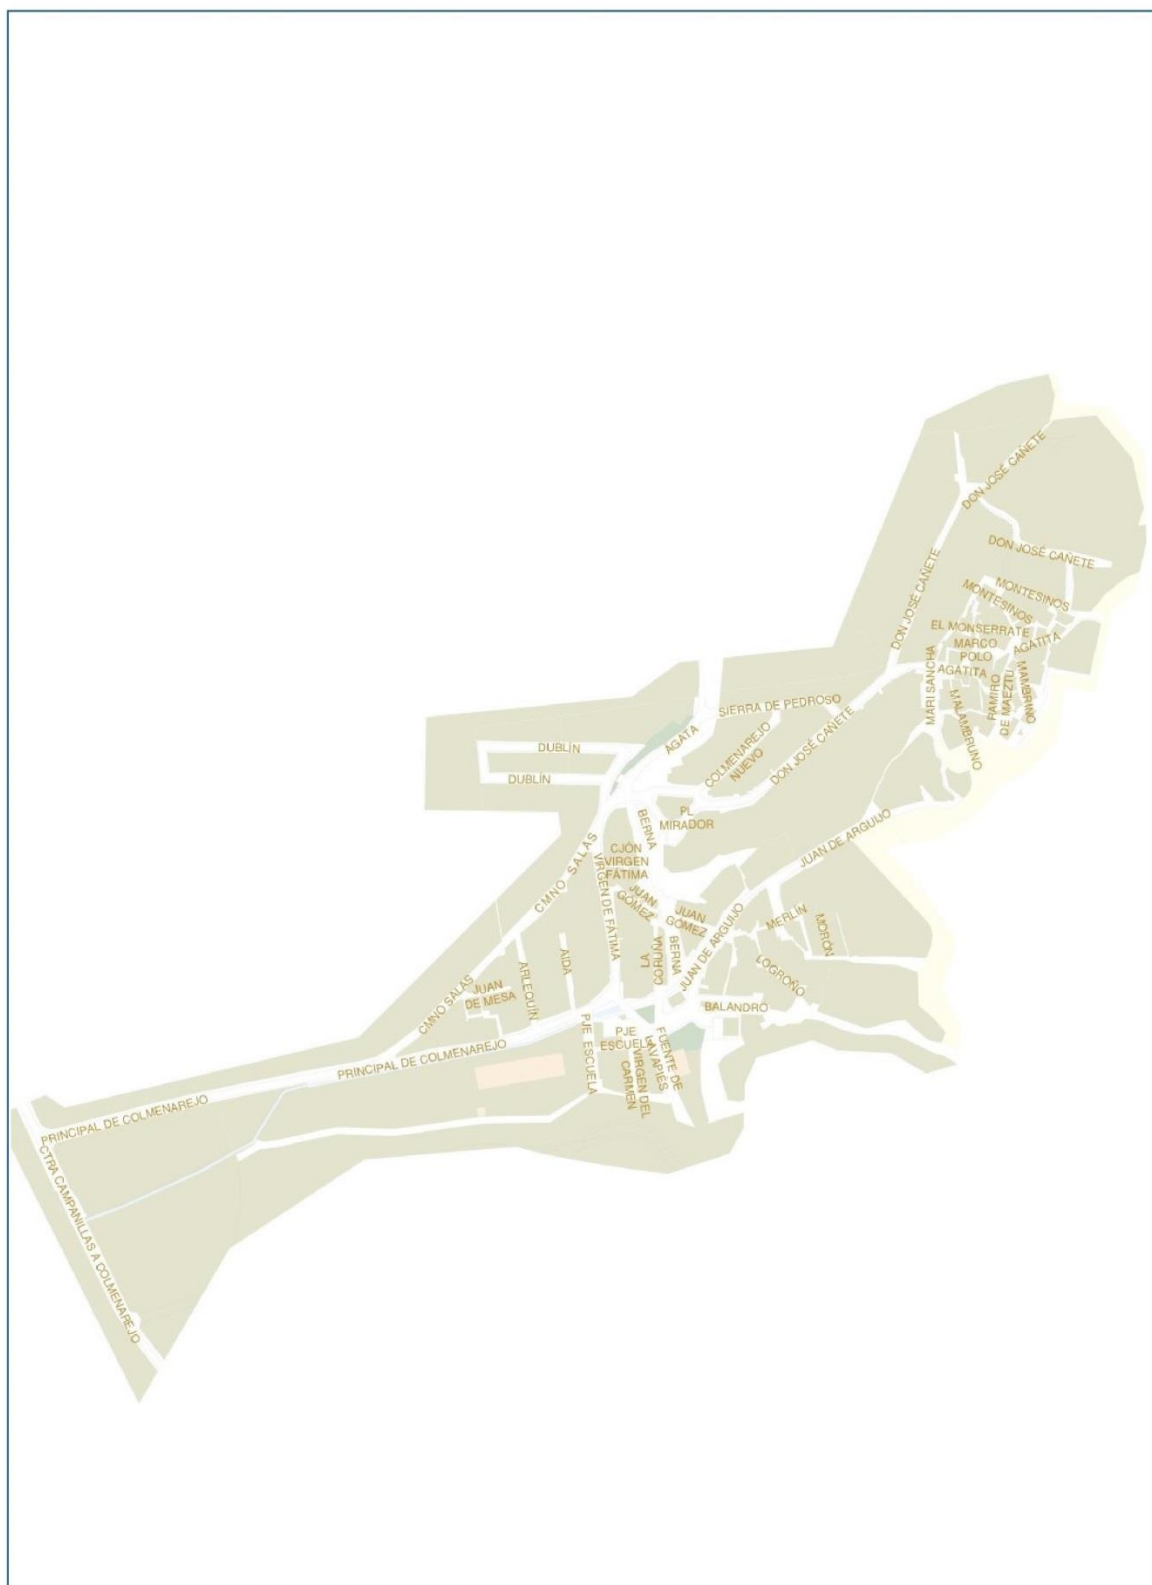 DON JOSÉ CAÑETE
DON JOSÉ CAÑETE
DON JOSÉ CAÑETE
MONTESINOS
MONTESINOS
EL MONSERRATE
MARCO
POLO
AGATITA
AGATITA
MARI SANCHA
MALAMBRUNO
RAMIRO
DE MAEZTU
MAMBRINO
SIERRA DE PEDROSO
AGATA
COLMENAREJO
NUEVO
DON JOSÉ CAÑETE
DUBLÍN
DUBLÍN
PL
MIRADOR
BERNA
CJÓN
VIRGEN
FÁTIMA
CMNO SALAS
VIRGEN DE FÁTIMA
JUAN DE ARGUIJO
JUAN
GÓMEZ
JUAN
GÓMEZ
JUAN DE ARGUIJO
MERLÍN
MORÓN
LA
CORUÑA
BERNA
AIDA
ARLEQUÍN
LOGROÑO
JUAN
DE MESA
CMNO SALAS
BALANDRO
PJE ESCUELA
PJE
ESCUELA
FUENTE DE
LAVAPIÉS
VIRGEN DEL
CARMEN
PRINCIPAL DE COLMENAREJO
PRINCIPAL DE COLMENAREJO
CTRA CAMPANILLAS A COLMENAREJO